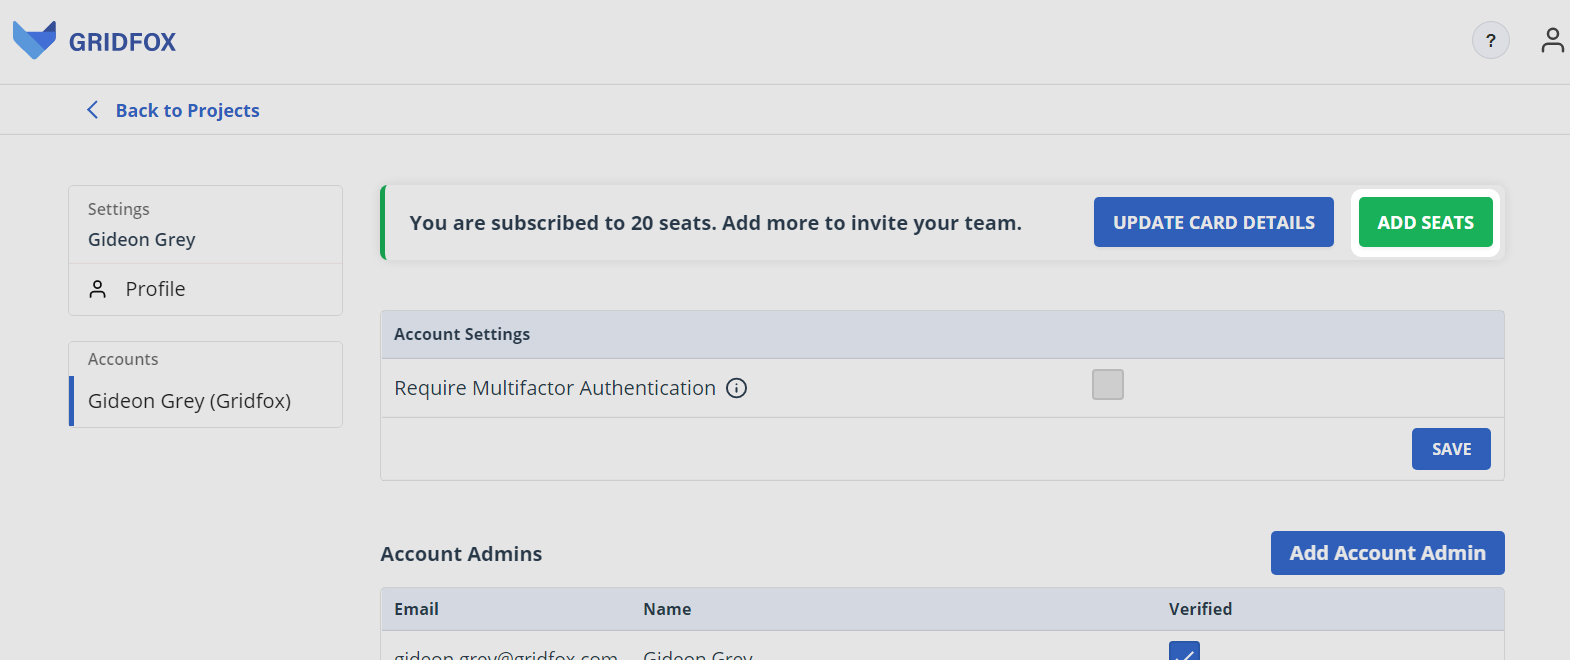 GRIDFOX
?
Back to Projects
Settings
Gideon Grey
Profile
Accounts
Gideon Grey (Gridfox)
You are subscribed to 20 seats. Add more to invite your team.
UPDATE CARD DETAILS
ADD SEATS
Account Settings
Require Multifactor Authentication
SAVE
Account Admins
Add Account Admin
Email Name Verified
gideon.grey@gridfox.com Gideon Grey